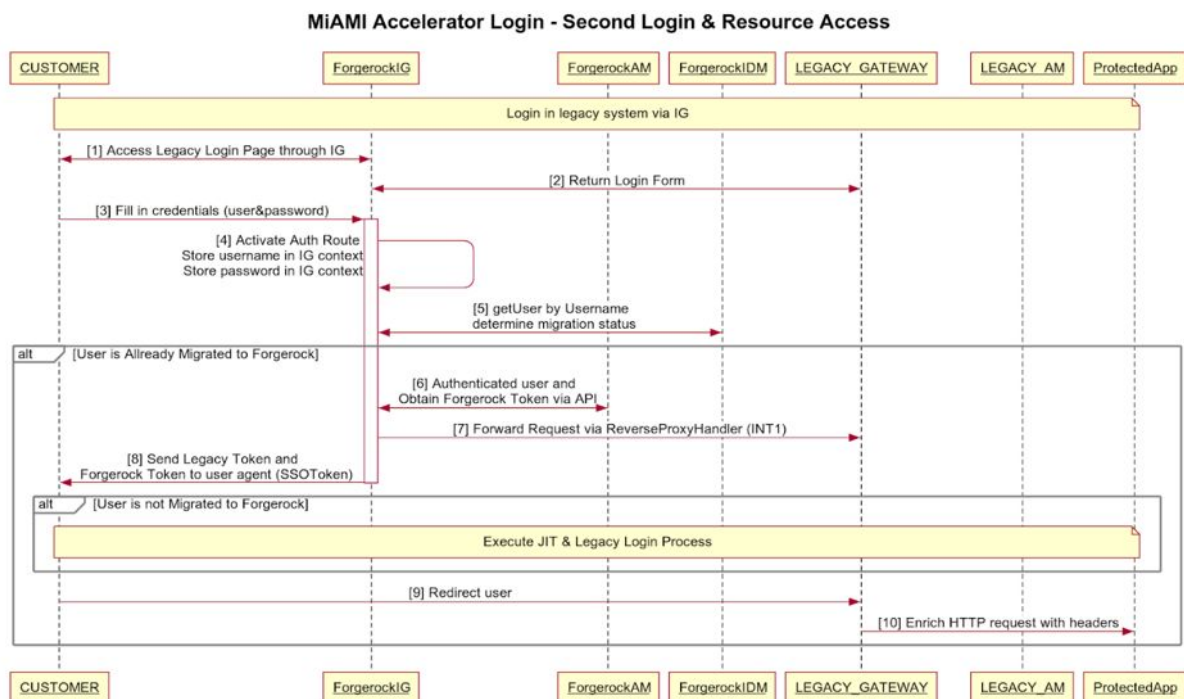 MiAMI Accelerator Login - Second Login & Resource Access
CUSTOMER
ForgerockIG
ForgerockAM
ForgerockIDM
LEGACY_GATEWAY
LEGACY_AM
ProtectedApp
Login in legacy system via IG
[1] Access Legacy Login Page through IG
[2] Return Login Form
[3] Fill in credentials (user&password)
[4] Activate Auth Route
Store username in IG context
Store password in IG context
[5] getUser by Username
determine migration status
alt
[User is Allready Migrated to Forgerock]
[6] Authenticated user and
Obtain Forgerock Token via API
[7] Forward Request via ReverseProxyHandler (INT1)
[8] Send Legacy Token and
Forgerock Token to user agent (SSOToken)
alt
[User is not Migrated to Forgerock]
Execute JIT & Legacy Login Process
[9] Redirect user
[10] Enrich HTTP request with headers
CUSTOMER
ForgerockIG
ForgerockAM
ForgerockIDM
LEGACY_GATEWAY
LEGACY_AM
ProtectedApp